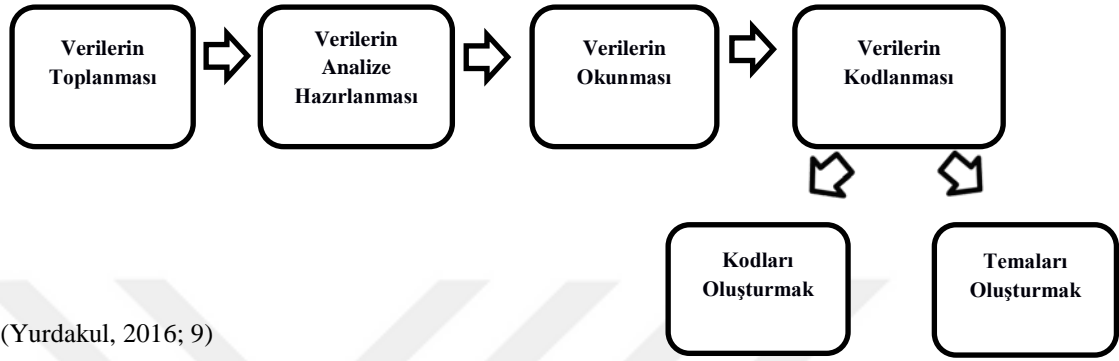 Verilerin
Toplanması
Verilerin
Analize
Hazırlanması
Verilerin
Okunması
Verilerin
Kodlanması
Kodları
Oluşturmak
Temaları
Oluşturmak
(Yurdakul, 2016; 9)